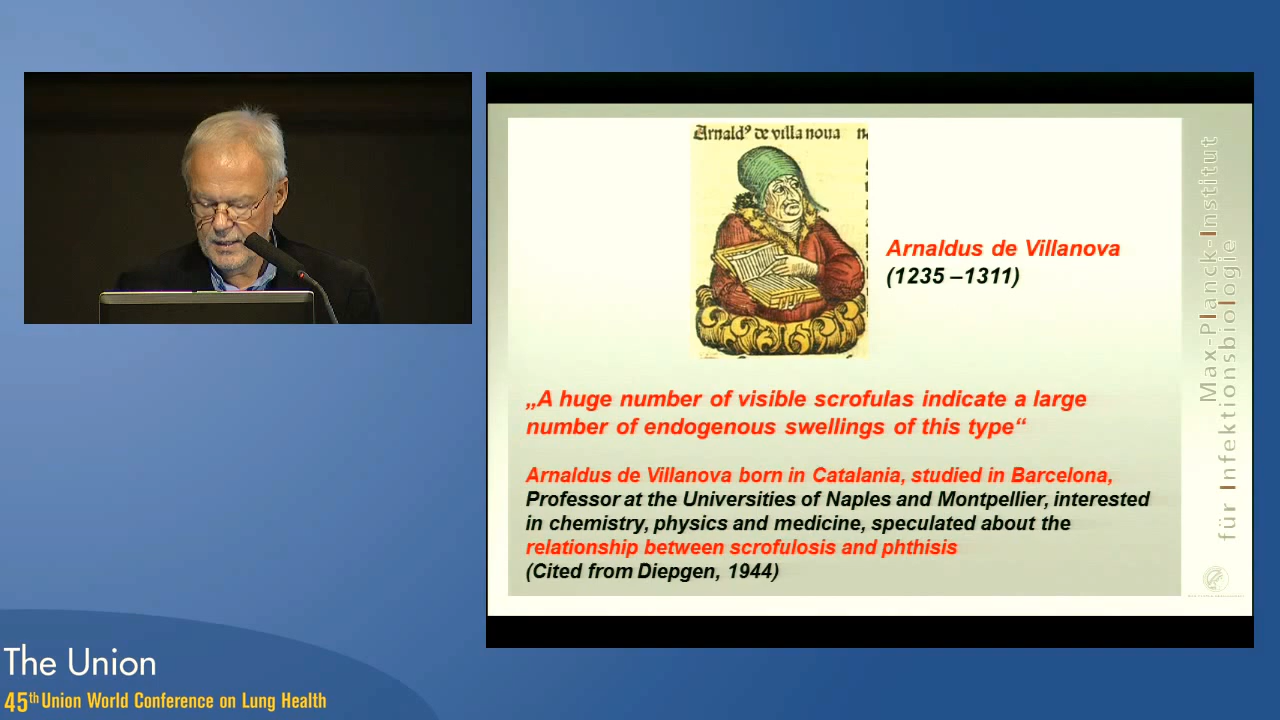 Arnald⁹ de villa noua
Arnaldus de Villanova
(1235 –1311)
„A huge number of visible scrofulas indicate a large
number of endogenous swellings of this type“
Arnaldus de Villanova born in Catalania, studied in Barcelona,
Professor at the Universities of Naples and Montpellier, interested
in chemistry, physics and medicine, speculated about the
relationship between scrofulosis and phthisis
(Cited from Diepgen, 1944)
Max-Planck-Institut
für Infektionsbiologie
The Union
45th Union World Conference on Lung Health